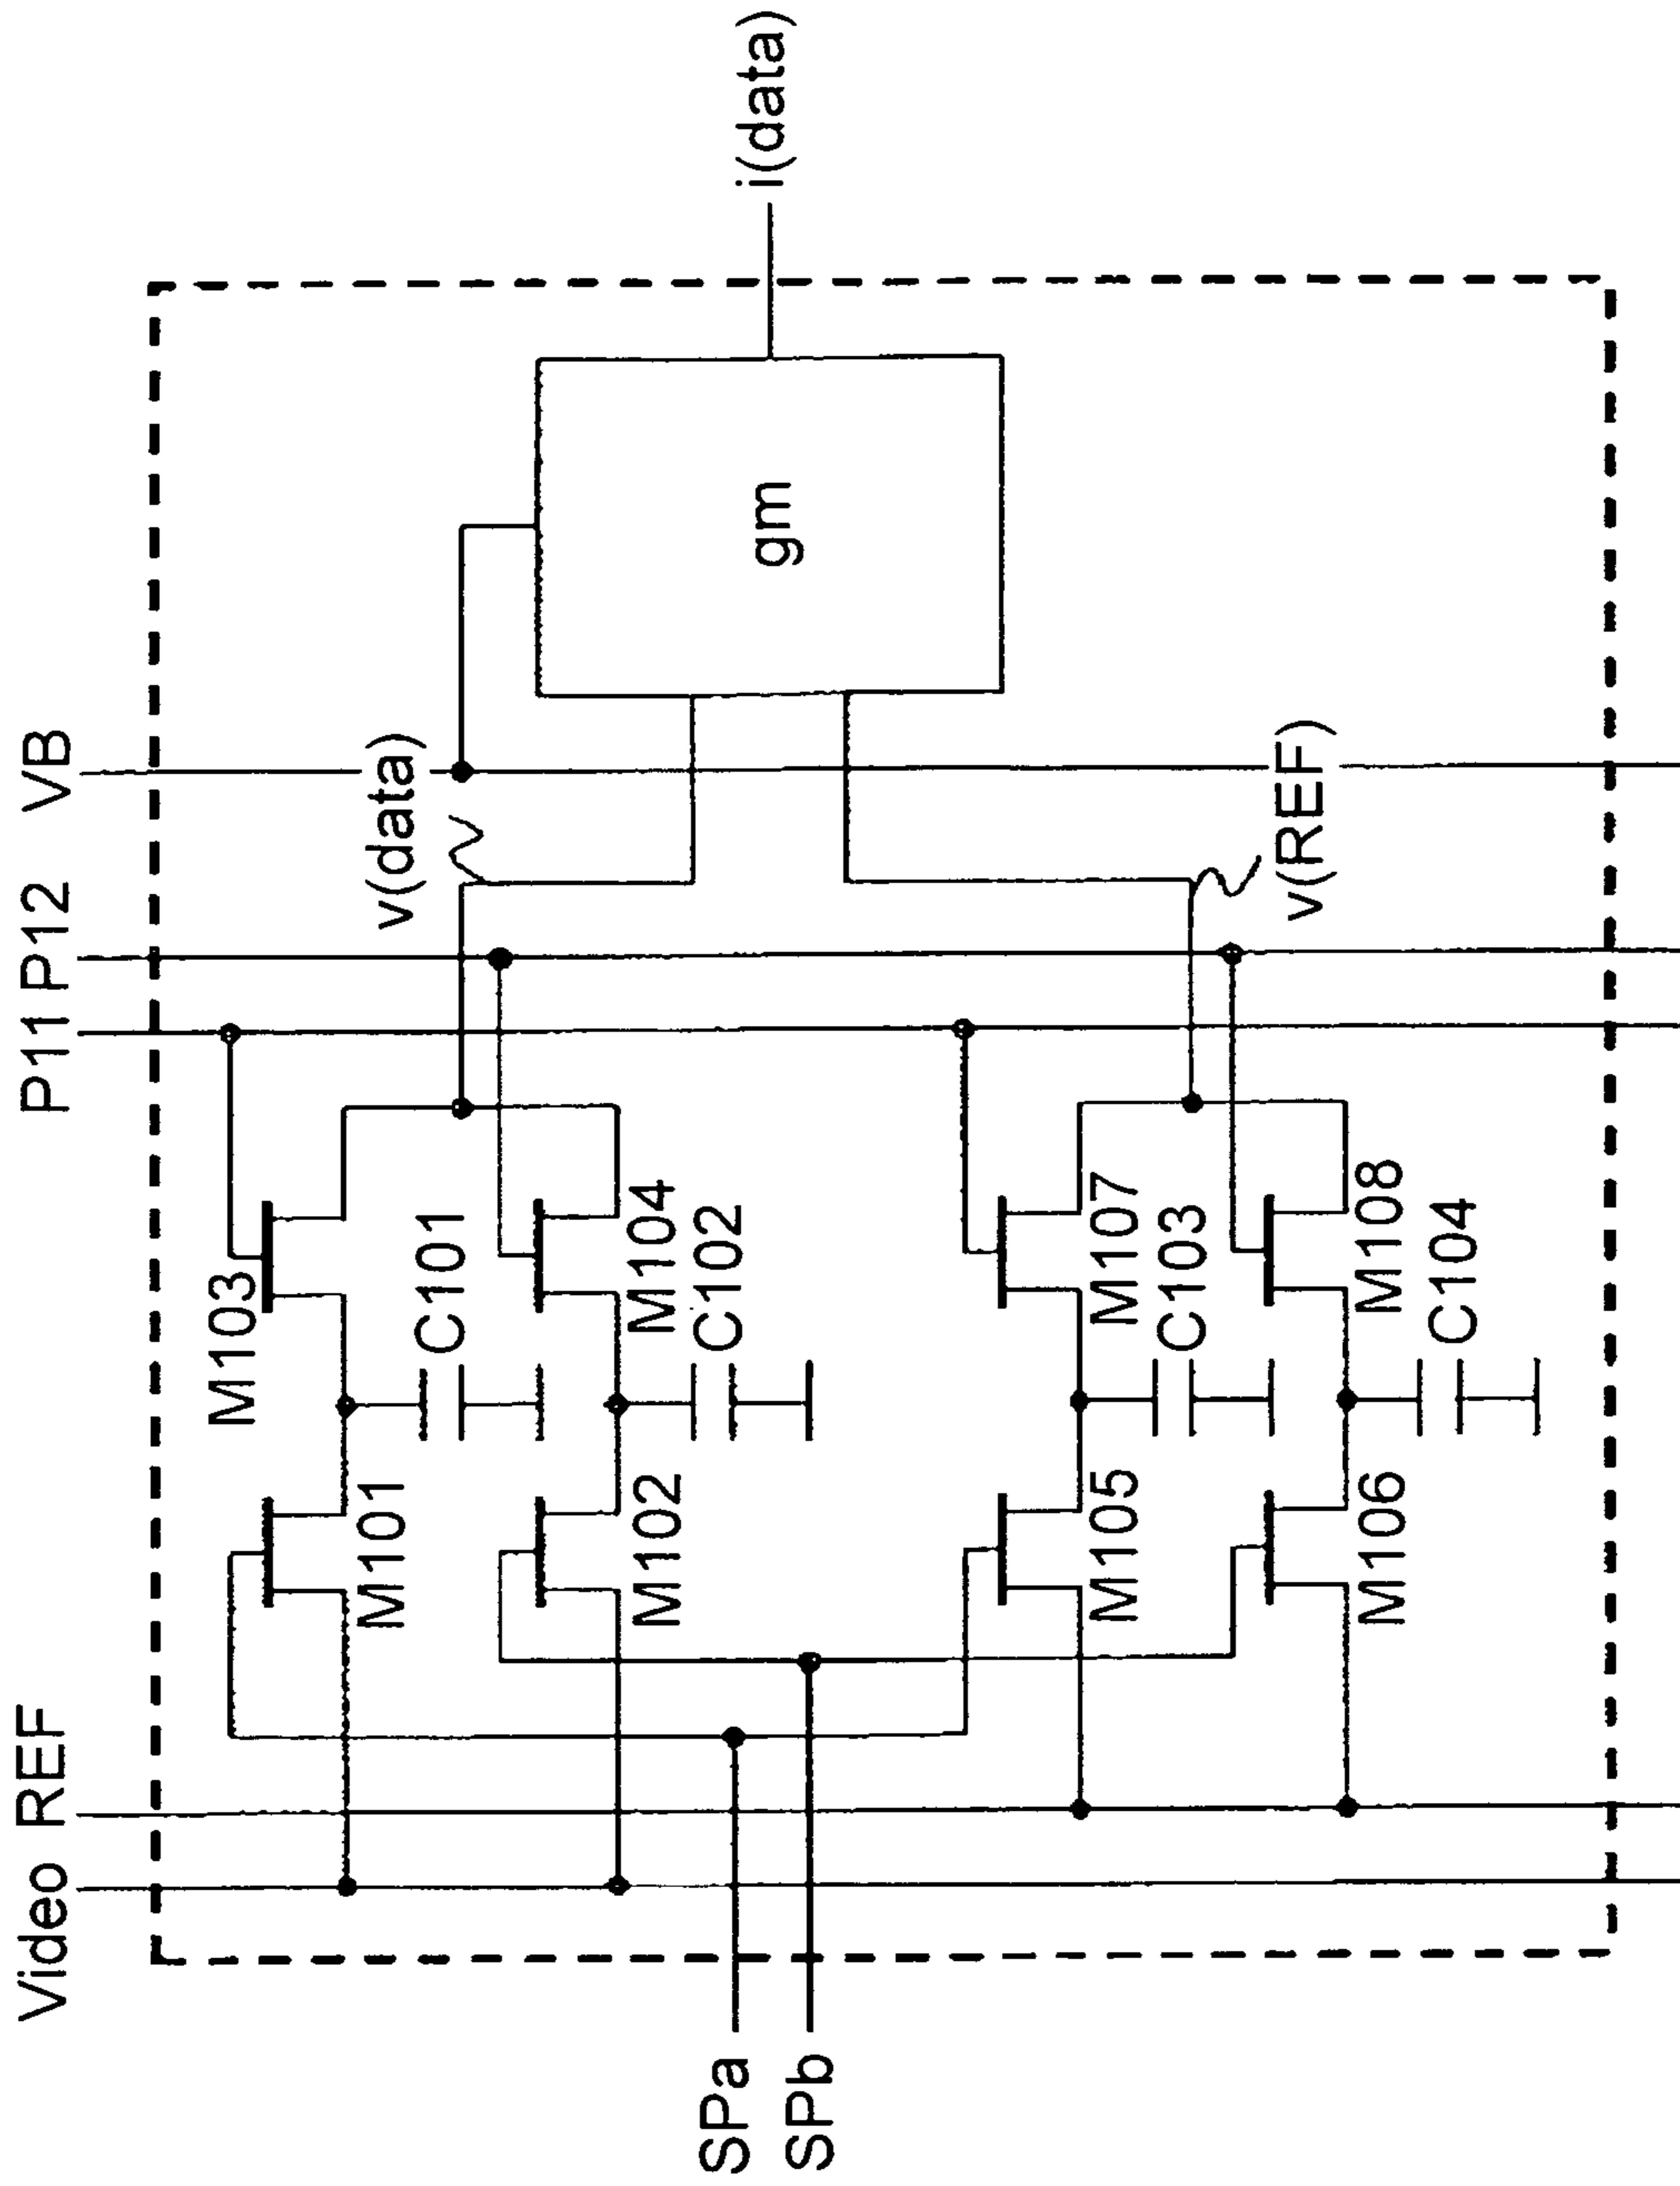 Video
REF
P11
P12
VB
M103
v(data)
M101
C101
i(data)
M104
M102
C102
gm
SPa
SPb
M107
M105
C103
v(REF)
M108
M106
C104